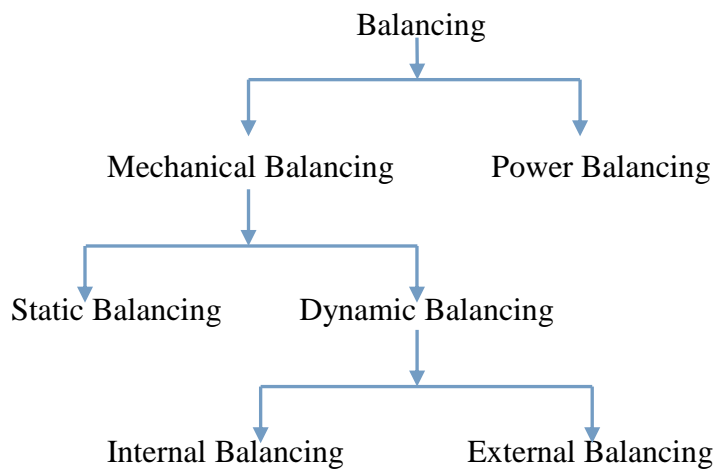 Balancing
Mechanical Balancing
Power Balancing
Static Balancing
Dynamic Balancing
Internal Balancing
External Balancing